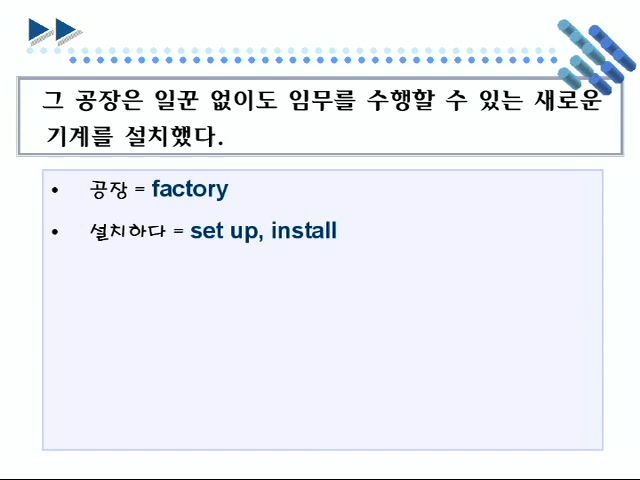 그 공장은 일꾼 없이도 임무를 수행할 수 있는 새로운
기계를 설치했다.
• 공장 = factory
• 설치하다 = set up, install